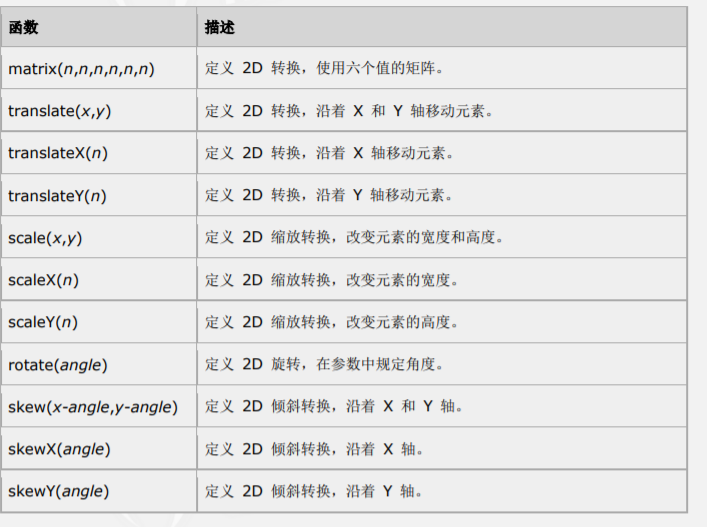 函数 描述
matrix(n,n,n,n,n,n) 定义 2D 转换，使用六个值的矩阵。
translate(x,y) 定义 2D 转换，沿着 X 和 Y 轴移动元素。
translateX(n) 定义 2D 转换，沿着 X 轴移动元素。
translateY(n) 定义 2D 转换，沿着 Y 轴移动元素。
scale(x,y) 定义 2D 缩放转换，改变元素的宽度和高度。
scaleX(n) 定义 2D 缩放转换，改变元素的宽度。
scaleY(n) 定义 2D 缩放转换，改变元素的高度。
rotate(angle) 定义 2D 旋转，在参数中规定角度。
skew(x-angle,y-angle) 定义 2D 倾斜转换，沿着 X 和 Y 轴。
skewX(angle) 定义 2D 倾斜转换，沿着 X 轴。
skewY(angle) 定义 2D 倾斜转换，沿着 Y 轴。